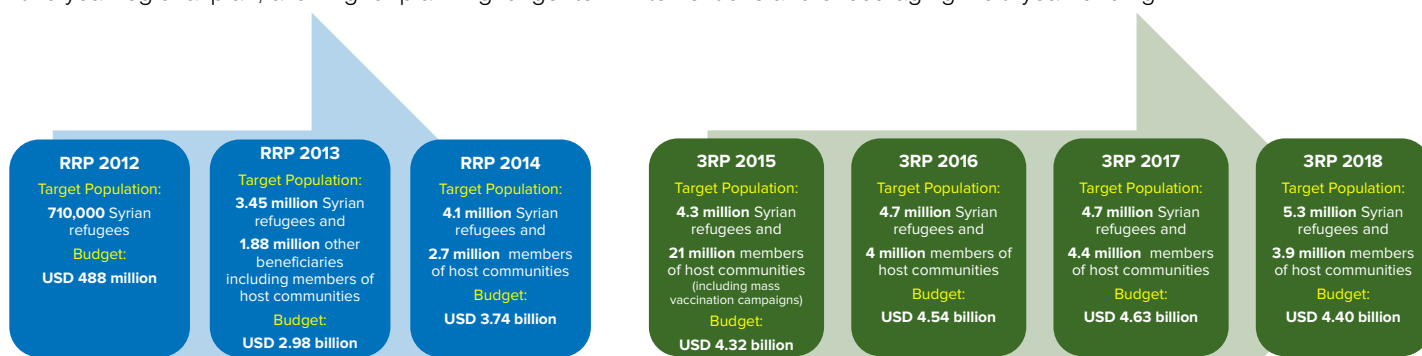 RRP 2012
Target Population:
710,000 Syrian
refugees
Budget:
USD 488 million
RRP 2013
Target Population:
3.45 million Syrian
refugees and
1.88 million other
beneficiaries
including members of
host communities
Budget:
USD 2.98 billion
RRP 2014
Target Population:
4.1 million Syrian
refugees and
2.7 million members
of host communities
Budget:
USD 3.74 billion
3RP 2015
Target Population:
4.3 million Syrian
refugees and
21 million members
of host communities
(including mass
vaccination campaigns)
Budget:
USD 4.32 billion
3RP 2016
Target Population:
4.7 million Syrian
refugees and
4 million members of
host communities
Budget:
USD 4.54 billion
3RP 2017
Target Population:
4.7 million Syrian
refugees and
4.4 million members
of host communities
Budget:
USD 4.63 billion
3RP 2018
Target Population:
5.3 million Syrian
refugees and
3.9 million members
of host communities
Budget:
USD 4.40 billion